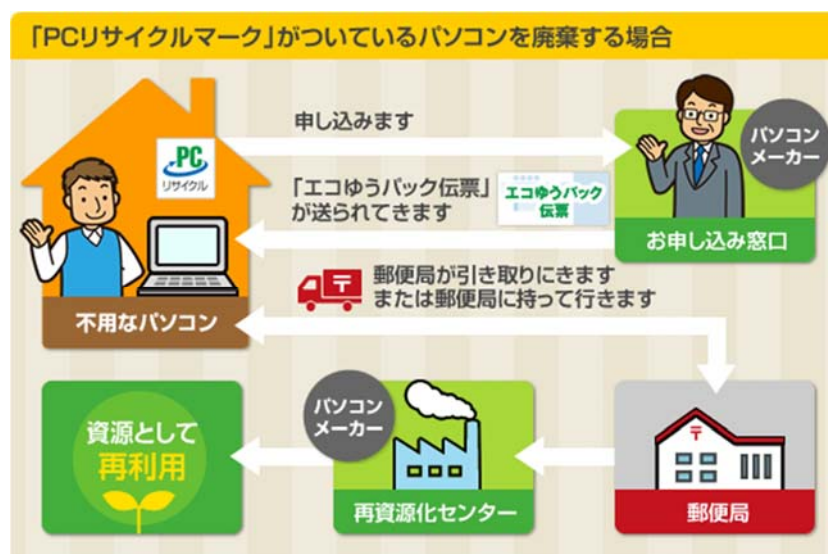 「PCリサイクルマーク」がついているパソコンを廃棄する場合
申し込みます
PC
リサイクル
パソコン
メーカー
「エコゆうパック伝票」
が送られてきます
エコゆうパック
伝票
お申し込み窓口
郵便局が引き取りにきます
または郵便局に持って行きます
不用なパソコン
資源として
再利用
パソコン
メーカー
再資源化センター
郵便局